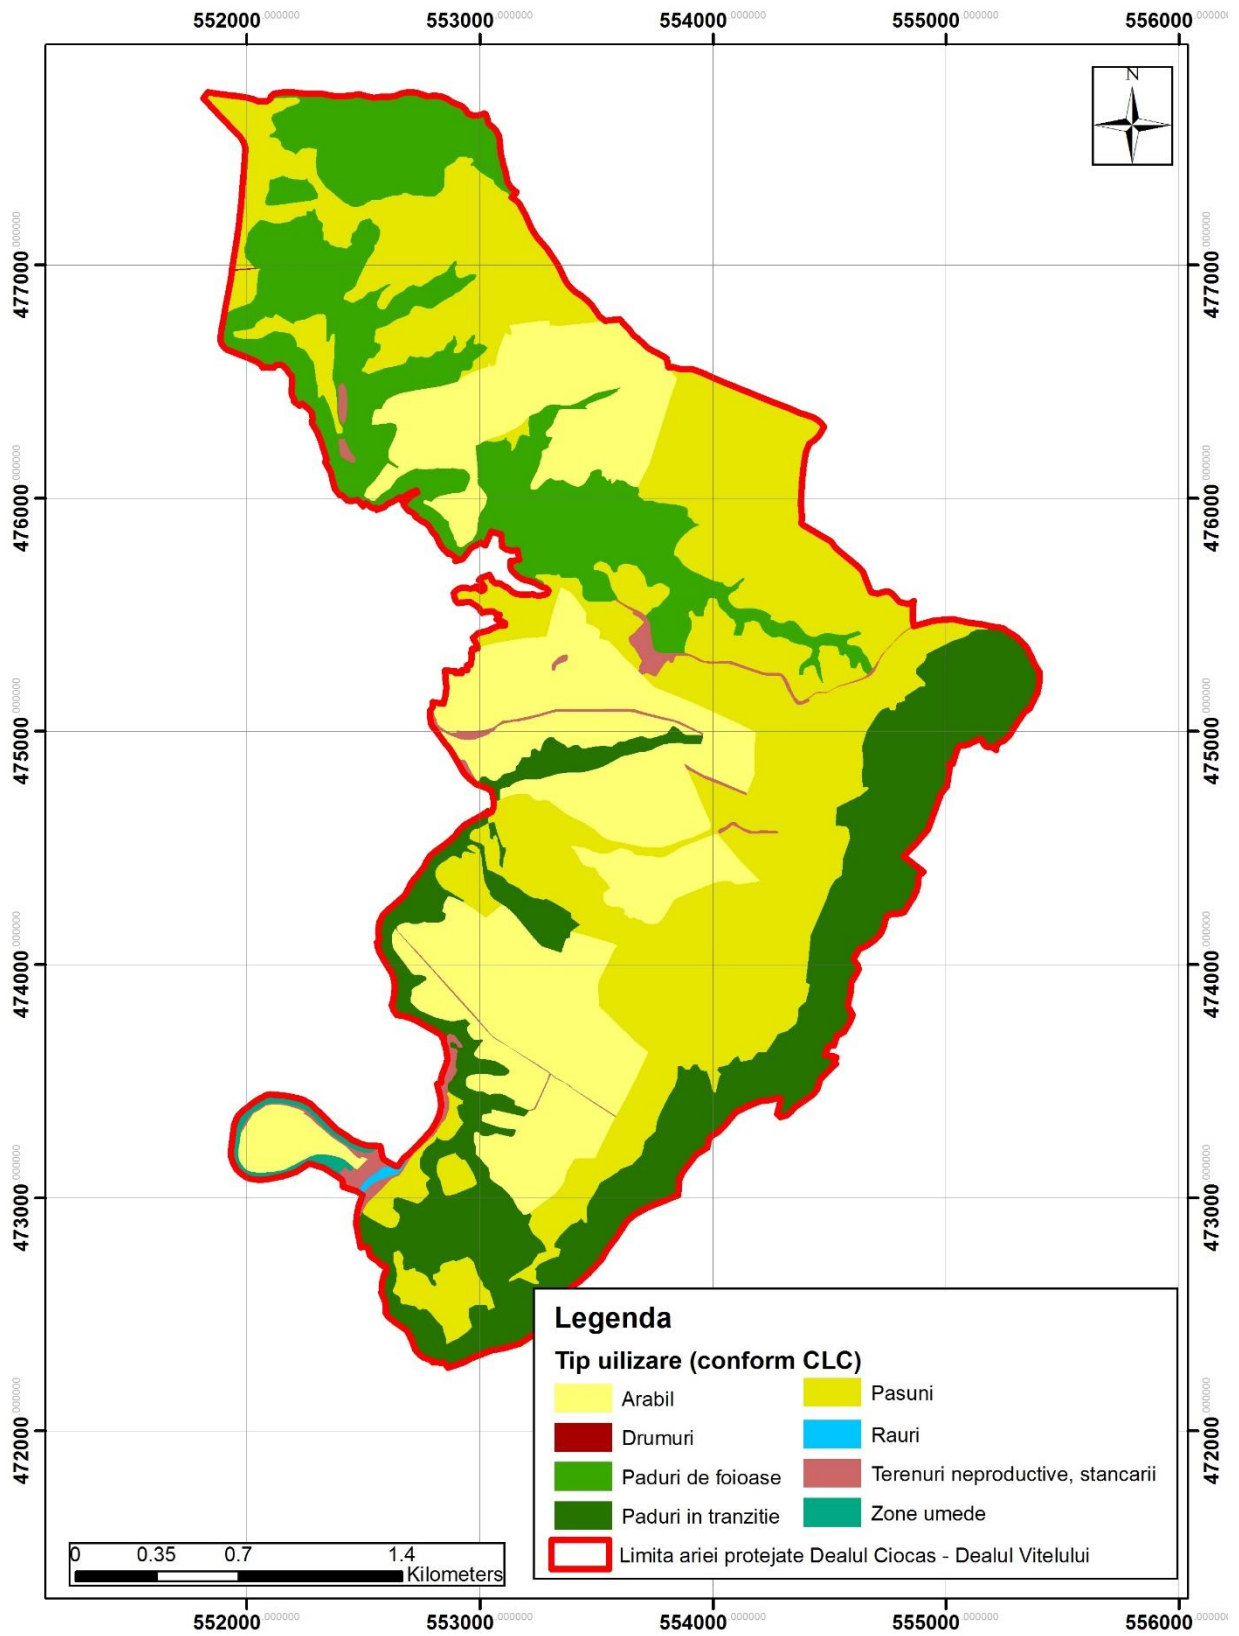 552000.000000 553000.000000 554000.000000 555000.000000 556000.000000
N
477000.000000 477000.000000
476000.000000 476000.000000
475000.000000 475000.000000
474000.000000 474000.000000
473000.000000 473000.000000
472000.000000 472000.000000
Legenda
Tip uilizare (conform CLC)
Arabil
Drumuri
Paduri de foioase
Paduri in tranzitie
Pasuni
Rauri
Terenuri neproductive, stancarii
Zone umede
Limita ariei protejate Dealul Ciocas - Dealul Vitelului
0 0.35 0.7 1.4
Kilometers
552000.000000 553000.000000 554000.000000 555000.000000 556000.000000